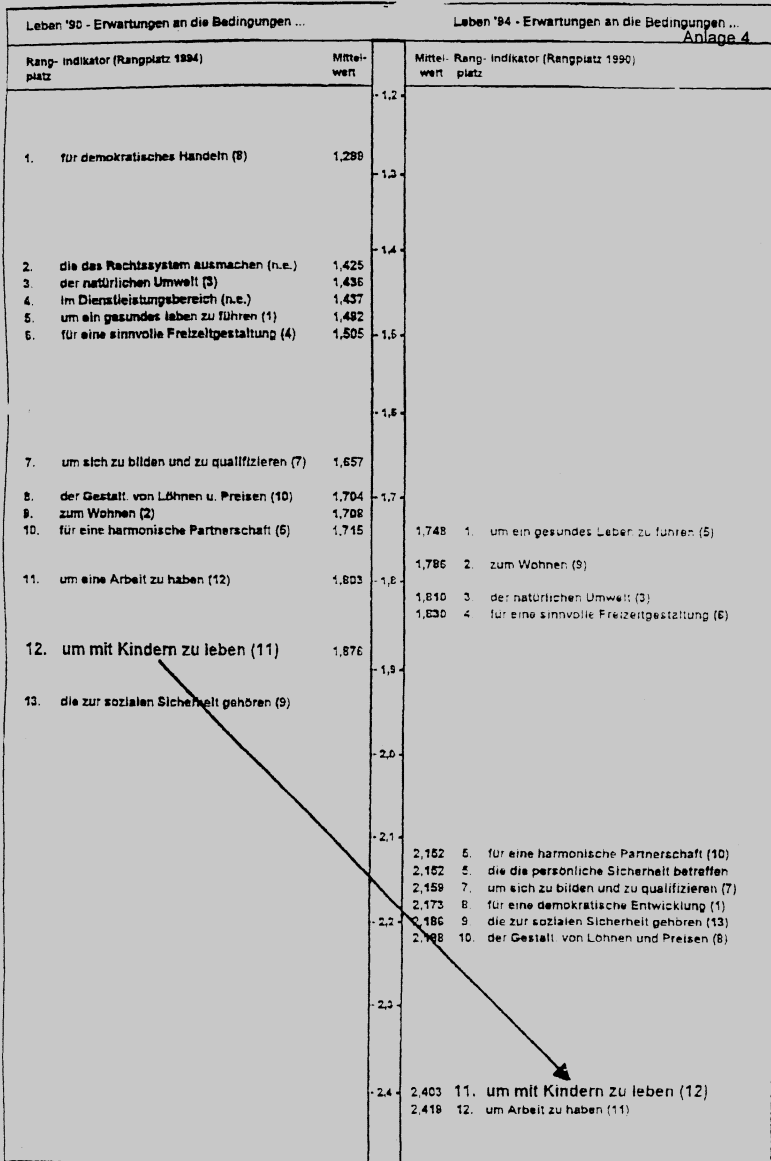 Leben '90 - Erwartungen an die Bedingungen ...
Leben '94 - Erwartungen an die Bedingungen ...
Anlage 4
Rang- Indikator (Rangplatz 1994) Mittel-
platz wert
Mittel- Rang- Indikator (Rangplatz 1990)
wert platz
- 1,2 -
1. für demokratisches Handeln (8) 1,289
- 1,3 -
- 1,4 -
2. die das Rechtssystem ausmachen (n.e.) 1,425
3. der natürlichen Umwelt (3) 1,436
4. im Dienstleistungsbereich (n.e.) 1,437
5. um ein gesundes leben zu führen (1) 1,492
6. für eine sinnvolle Freizeitgestaltung (4) 1,505
- 1,5 -
- 1,6 -
7. um sich zu bilden und zu qualifizieren (7) 1,657
8. der Gestalt. von Löhnen u. Preisen (10) 1,704
- 1,7 -
9. zum Wohnen (2) 1,708
10. für eine harmonische Partnerschaft (5) 1,715
1,748 1. um ein gesundes Leben zu führen (5)
1,786 2. zum Wohnen (9)
11. um eine Arbeit zu haben (12) 1,803
- 1,8 -
1,810 3. der natürlichen Umwelt (3)
1,830 4. für eine sinnvolle Freizeitgestaltung (6)
12. um mit Kindern zu leben (11) 1,876
- 1,9 -
13. die zur sozialen Sicherheit gehören (9)
- 2,0 -
- 2,1 -
2,152 5. für eine harmonische Partnerschaft (10)
2,152 5. die die persönliche Sicherheit betreffen
2,159 7. um sich zu bilden und zu qualifizieren (7)
2,173 8. für eine demokratische Entwicklung (1)
2,186 9. die zur sozialen Sicherheit gehören (13)
- 2,2 -
2,198 10. der Gestalt. von Löhnen und Preisen (8)
- 2,3 -
- 2,4 -
2,403 11. um mit Kindern zu leben (12)
2,419 12. um Arbeit zu haben (11)